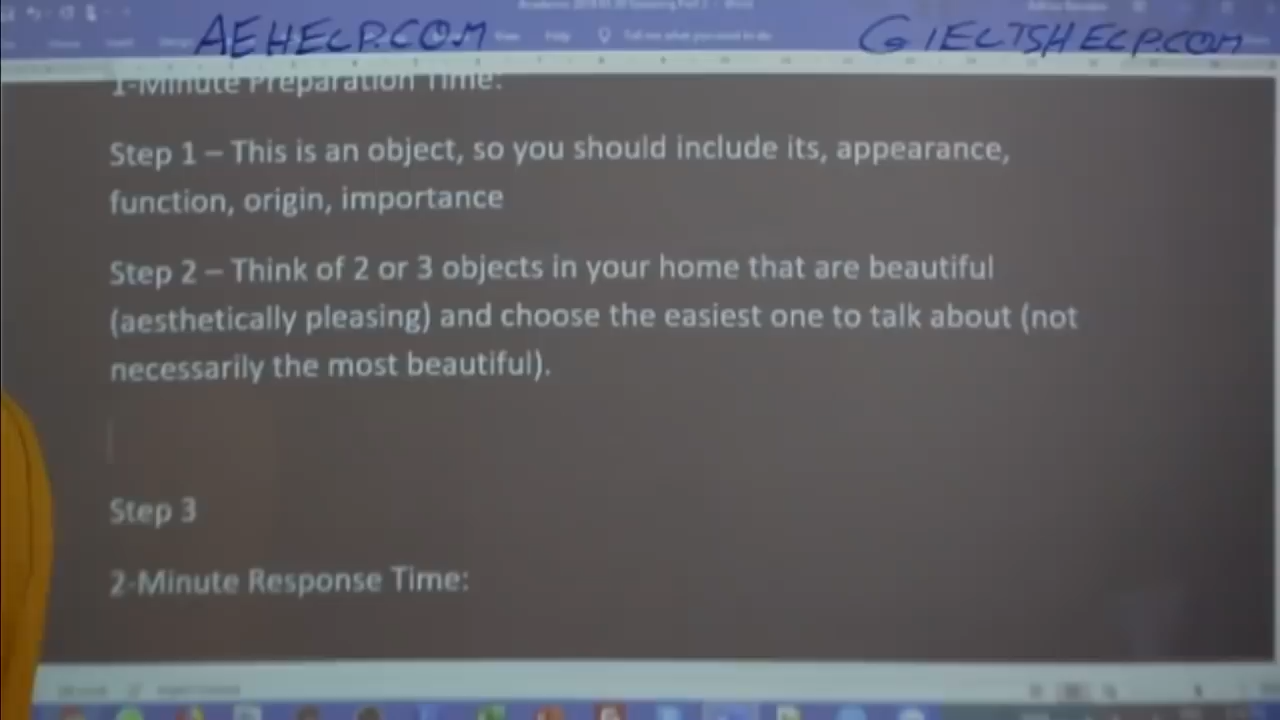 AEHELP.COM
GIELTSHELP.COM
1-Minute Preparation Time:
Step 1 – This is an object, so you should include its, appearance,
function, origin, importance
Step 2 – Think of 2 or 3 objects in your home that are beautiful
(aesthetically pleasing) and choose the easiest one to talk about (not
necessarily the most beautiful).
Step 3
2-Minute Response Time: